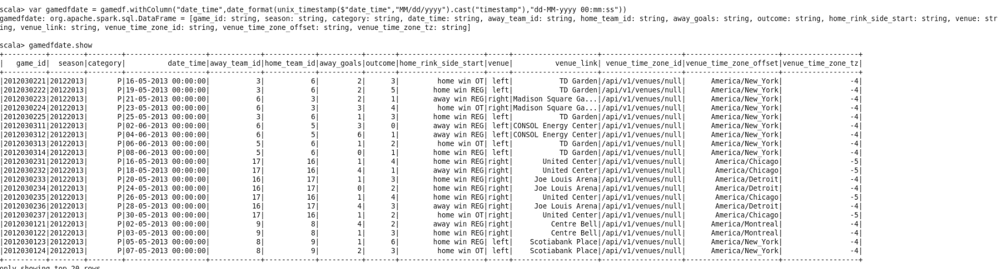 scala> var gamedfdate = gamedf.withColumn("date_time",date_format(unix_timestamp($"date_time","MM/dd/yyyy").cast("timestamp"),"dd-MM-yyyy 00:mm:ss"))
gamedfdate: org.apache.spark.sql.DataFrame = [game_id: string, season: string, category: string, date_time: string, away_team_id: string, home_team_id: string, away_goals: string, outcome: string, home_rink_side_start: string, venue: str
ing, venue_link: string, venue_time_zone_id: string, venue_time_zone_offset: string, venue_time_zone_tz: string]
scala> gamedfdate.show
+----------+--------+--------+-------------------+------------+------------+----------+-------+--------------------+-----+-------------------+------------------+----------------------+------------------+
|   game_id|  season|category|          date_time|away_team_id|home_team_id|away_goals|outcome|home_rink_side_start|venue|         venue_link|venue_time_zone_id|venue_time_zone_offset|venue_time_zone_tz|
+----------+--------+--------+-------------------+------------+------------+----------+-------+--------------------+-----+-------------------+------------------+----------------------+------------------+
|2012030221|20122013|       P|16-05-2013 00:00:00|           3|           6|         2|      3|         home win OT| left|          TD Garden|/api/v1/venues/null|      America/New_York|                -4|
|2012030222|20122013|       P|19-05-2013 00:00:00|           3|           6|         2|      5|        home win REG| left|          TD Garden|/api/v1/venues/null|      America/New_York|                -4|
|2012030223|20122013|       P|21-05-2013 00:00:00|           6|           3|         2|      1|        away win REG|right|Madison Square Ga...|/api/v1/venues/null|      America/New_York|                -4|
|2012030224|20122013|       P|23-05-2013 00:00:00|           6|           3|         3|      4|         home win OT|right|Madison Square Ga...|/api/v1/venues/null|      America/New_York|                -4|
|2012030225|20122013|       P|25-05-2013 00:00:00|           3|           6|         1|      3|        home win REG| left|          TD Garden|/api/v1/venues/null|      America/New_York|                -4|
|2012030311|20122013|       P|02-06-2013 00:00:00|           6|           5|         3|      0|        away win REG| left|CONSOL Energy Center|/api/v1/venues/null|      America/New_York|                -4|
|2012030312|20122013|       P|04-06-2013 00:00:00|           6|           5|         6|      1|        away win REG| left|CONSOL Energy Center|/api/v1/venues/null|      America/New_York|                -4|
|2012030313|20122013|       P|06-06-2013 00:00:00|           5|           6|         1|      2|         home win OT| left|          TD Garden|/api/v1/venues/null|      America/New_York|                -4|
|2012030314|20122013|       P|08-06-2013 00:00:00|           5|           6|         0|      1|        home win REG| left|          TD Garden|/api/v1/venues/null|      America/New_York|                -4|
|2012030231|20122013|       P|16-05-2013 00:00:00|          17|          16|         1|      4|        home win REG|right|      United Center|/api/v1/venues/null|       America/Chicago|                -5|
|2012030232|20122013|       P|18-05-2013 00:00:00|          17|          16|         4|      1|        away win REG|right|      United Center|/api/v1/venues/null|       America/Chicago|                -5|
|2012030233|20122013|       P|20-05-2013 00:00:00|          16|          17|         1|      3|        home win REG|right|    Joe Louis Arena|/api/v1/venues/null|       America/Detroit|                -4|
|2012030234|20122013|       P|24-05-2013 00:00:00|          16|          17|         0|      2|        home win REG|right|    Joe Louis Arena|/api/v1/venues/null|       America/Detroit|                -4|
|2012030235|20122013|       P|26-05-2013 00:00:00|          17|          16|         1|      4|        home win REG|right|      United Center|/api/v1/venues/null|       America/Chicago|                -5|
|2012030236|20122013|       P|28-05-2013 00:00:00|          16|          17|         4|      3|        away win REG|right|    Joe Louis Arena|/api/v1/venues/null|       America/Detroit|                -4|
|2012030237|20122013|       P|30-05-2013 00:00:00|          17|          16|         1|      2|         home win OT|right|      United Center|/api/v1/venues/null|       America/Chicago|                -5|
|2012030121|20122013|       P|02-05-2013 00:00:00|           9|           8|         4|      2|        away win REG|right|        Centre Bell|/api/v1/venues/null|      America/Montreal|                -4|
|2012030122|20122013|       P|03-05-2013 00:00:00|           9|           8|         1|      3|        home win REG|right|        Centre Bell|/api/v1/venues/null|      America/Montreal|                -4|
|2012030123|20122013|       P|05-05-2013 00:00:00|           8|           9|         1|      6|        home win REG| left|   Scotiabank Place|/api/v1/venues/null|      America/New_York|                -4|
|2012030124|20122013|       P|07-05-2013 00:00:00|           8|           9|         2|      3|         home win OT| left|   Scotiabank Place|/api/v1/venues/null|      America/New_York|                -4|
+----------+--------+--------+-------------------+------------+------------+----------+-------+--------------------+-----+-------------------+------------------+----------------------+------------------+
only showing top 20 rows